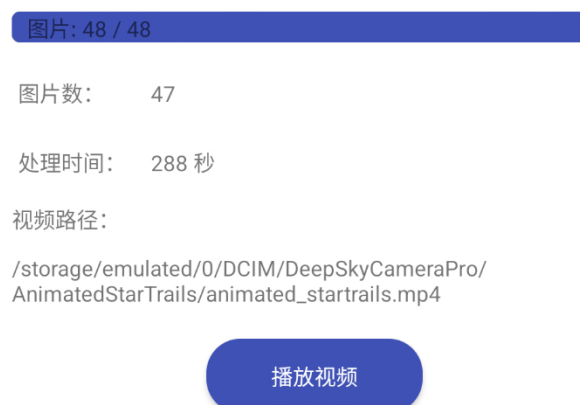 图片: 48 / 48
图片数： 47
处理时间： 288 秒
视频路径：
/storage/emulated/0/DCIM/DeepSkyCameraPro/
AnimatedStarTrails/animated_startrails.mp4
播放视频